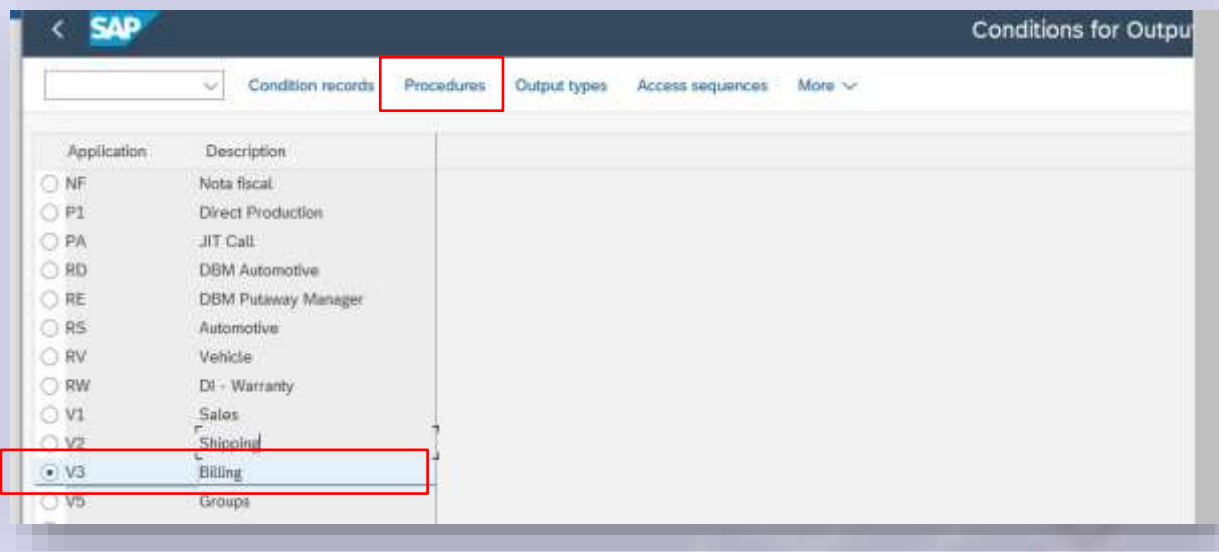 SAP
Conditions for Outpu
Condition records Procedures Output types Access sequences More
Application Description
NF Nota fiscal
P1 Direct Production
PA JIT Call
RD DBM Automotive
RE DBM Putaway Manager
RS Automotive
RV Vehicle
RW DI - Warranty
V1 Sales
V2 Shipping
V3 Billing
V5 Groups